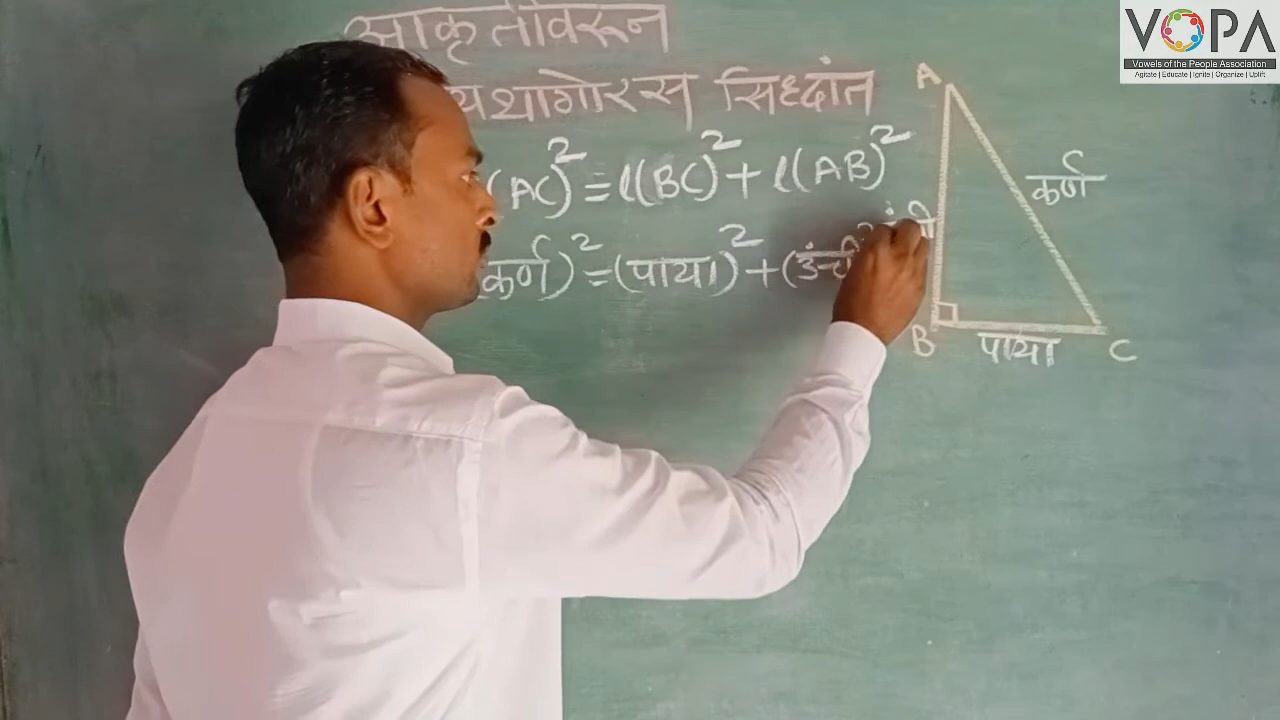 आकृतीवरून
पायथागोरस सिध्दांत
(AC)² = l(BC)² + l(AB)²
(कर्ण)² = (पाया)² + (उंची
A
कर्ण
B
पाया
C
VOPA
Vowels of the People Association
Agitate | Educate | Ignite | Organize | Uplift